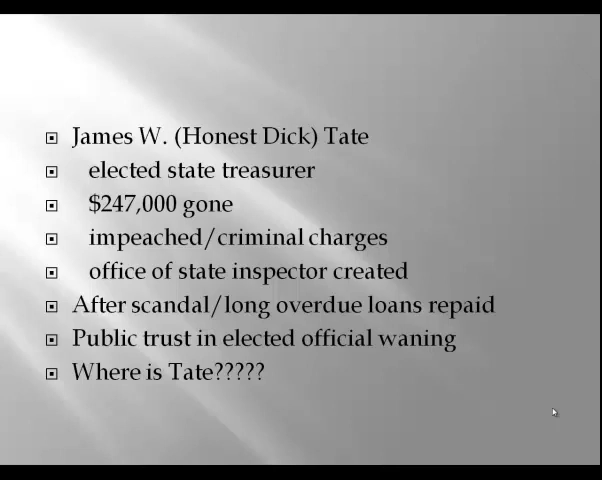 James W. (Honest Dick) Tate
elected state treasurer
$247,000 gone
impeached/criminal charges
office of state inspector created
After scandal/long overdue loans repaid
Public trust in elected official waning
Where is Tate?????